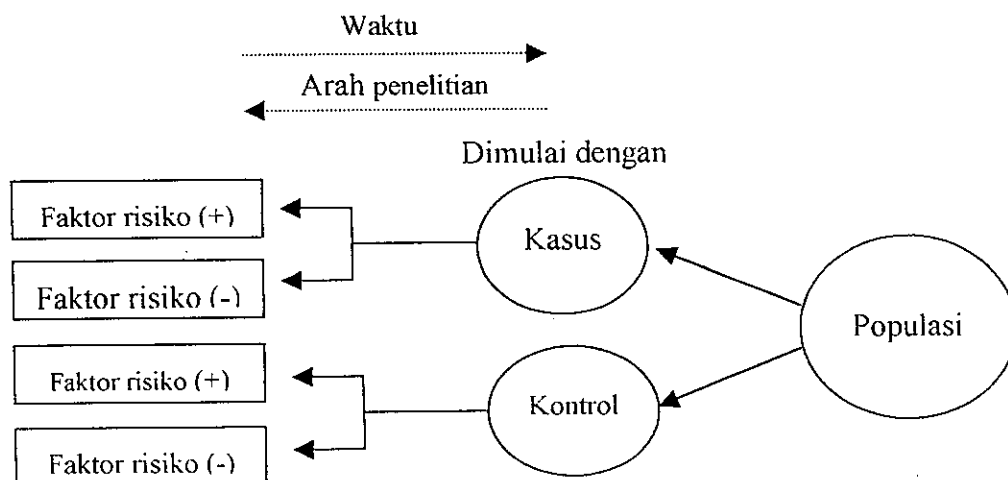 Waktu
Arah penelitian
Dimulai dengan
Faktor risiko (+)
Kasus
Faktor risiko (-)
Populasi
Faktor risiko (+)
Kontrol
Faktor risiko (-)